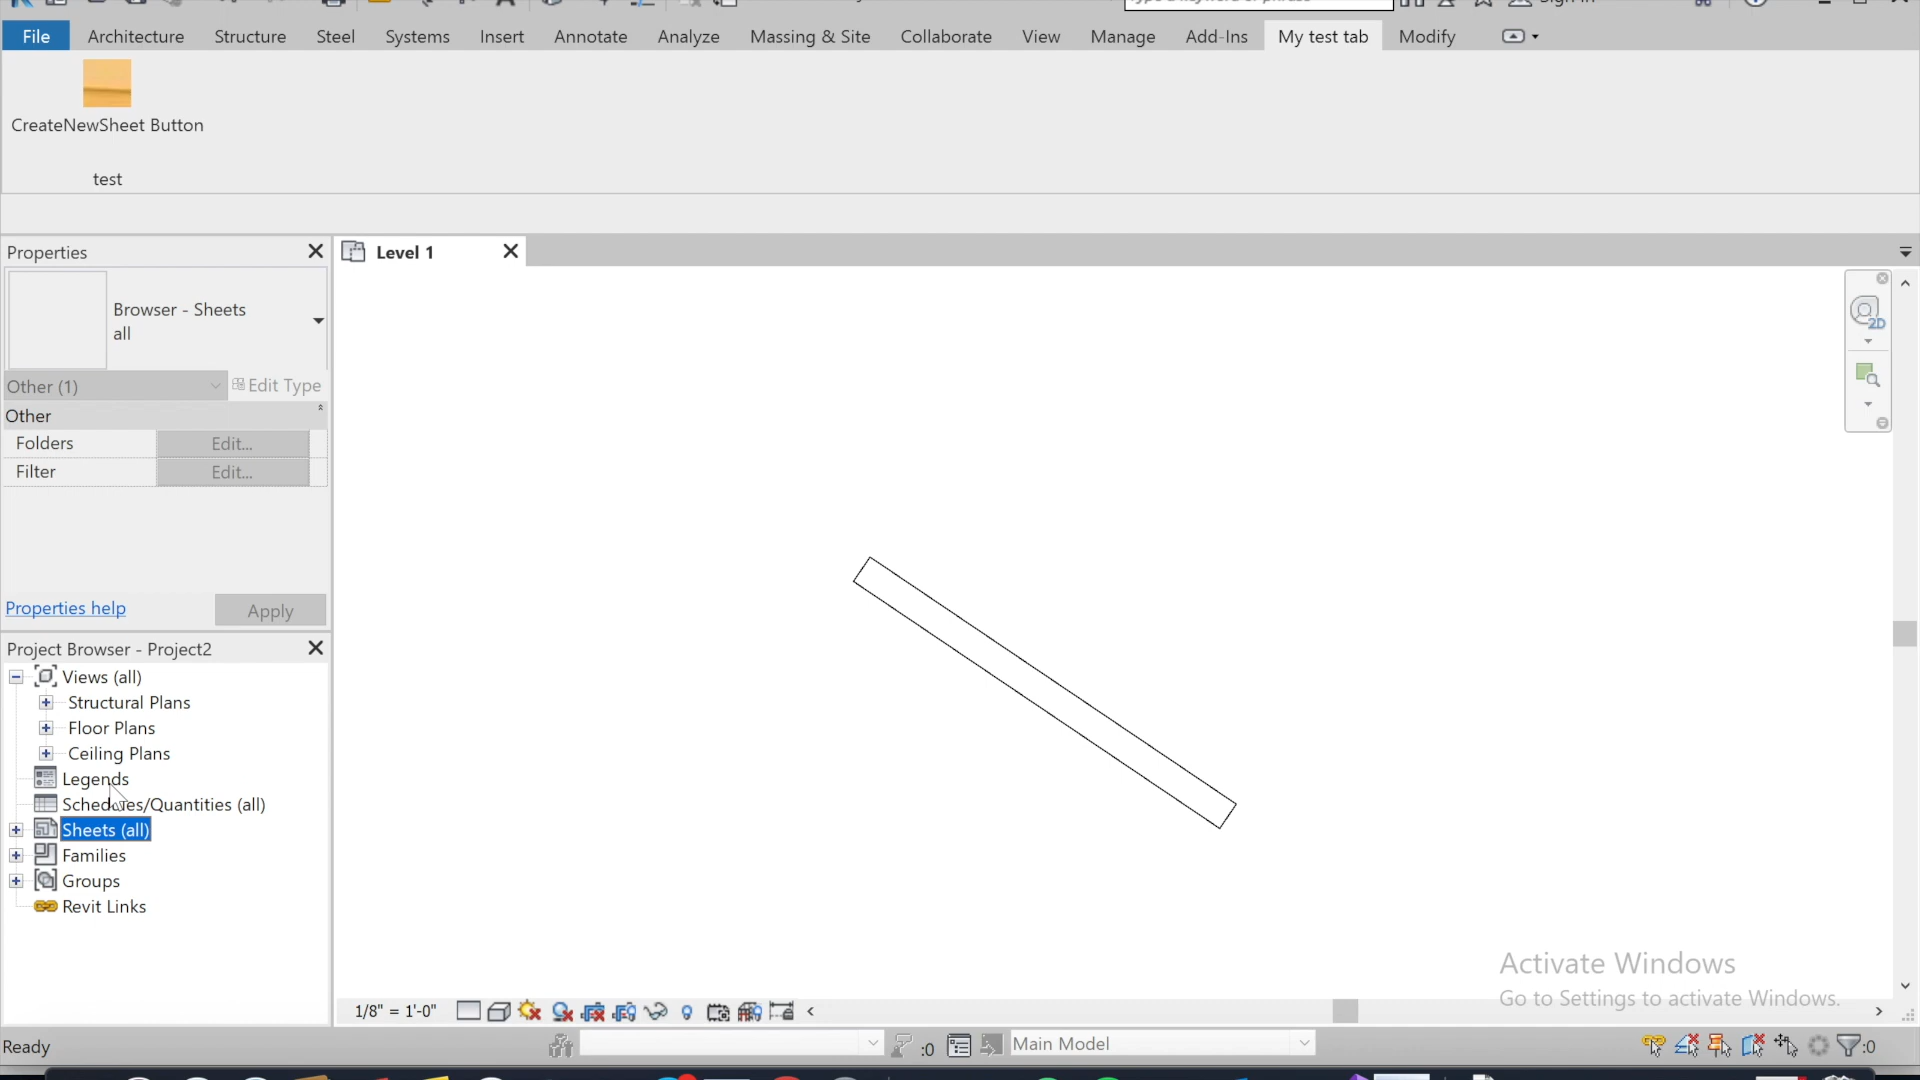 File Architecture Structure Steel Systems Insert Annotate Analyze Massing & Site Collaborate View Manage Add-Ins My test tab Modify
CreateNewSheet Button
test
Properties
Level 1
Browser - Sheets
all
2D
Other (1)
Edit Type
Other
Folders Edit...
Filter Edit...
Properties help
Apply
Project Browser - Project2
Views (all)
Structural Plans
Floor Plans
Ceiling Plans
Legends
Schedules/Quantities (all)
Sheets (all)
Families
Groups
Revit Links
Activate Windows
Go to Settings to activate Windows.
1/8" = 1'-0"
Ready
:0
Main Model
:0